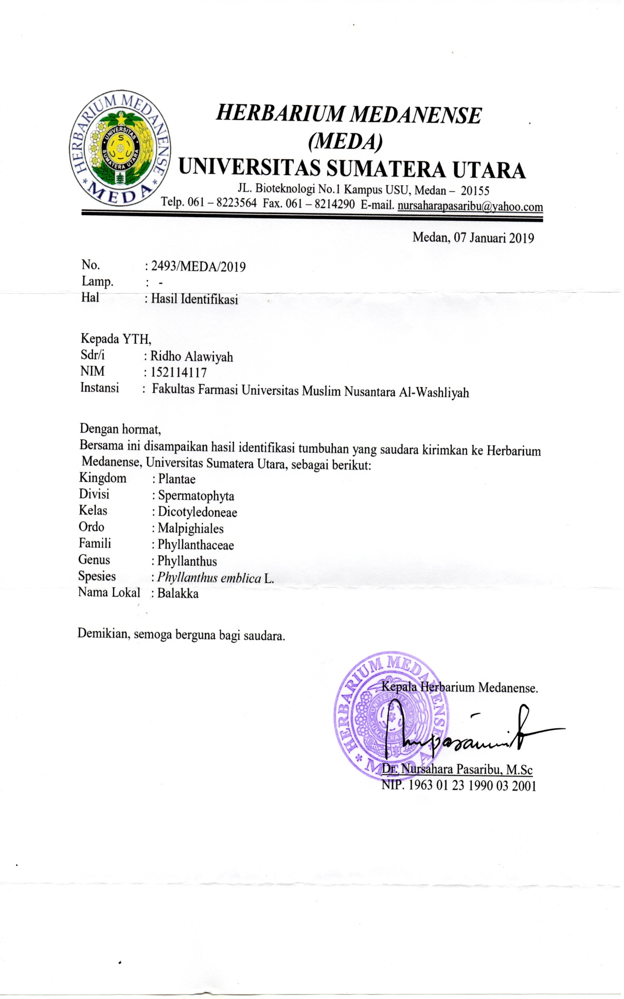 HERBARIUM MEDANENSE
MEDA
UNIVERSITAS
SUMATERA UTARA
HERBARIUM MEDANENSE
(MEDA)
UNIVERSITAS SUMATERA UTARA
JL. Bioteknologi No.1 Kampus USU, Medan – 20155
Telp. 061 – 8223564 Fax. 061 – 8214290 E-mail. nursaharapasaribu@yahoo.com
Medan, 07 Januari 2019
No. : 2493/MEDA/2019
Lamp. : -
Hal : Hasil Identifikasi
Kepada YTH,
Sdr/i : Ridho Alawiyah
NIM : 152114117
Instansi : Fakultas Farmasi Universitas Muslim Nusantara Al-Washliyah
Dengan hormat,
Bersama ini disampaikan hasil identifikasi tumbuhan yang saudara kirimkan ke Herbarium
Medanense, Universitas Sumatera Utara, sebagai berikut:
Kingdom : Plantae
Divisi : Spermatophyta
Kelas : Dicotyledoneae
Ordo : Malpighiales
Famili : Phyllanthaceae
Genus : Phyllanthus
Spesies : Phyllanthus emblica L.
Nama Lokal : Balakka
Demikian, semoga berguna bagi saudara.
HERBARIUM MEDANENSE
MEDA
UNIVERSITAS
SUMATERA UTARA
Kepala Herbarium Medanense.
Dr. Nursahara Pasaribu, M.Sc
NIP. 1963 01 23 1990 03 2001